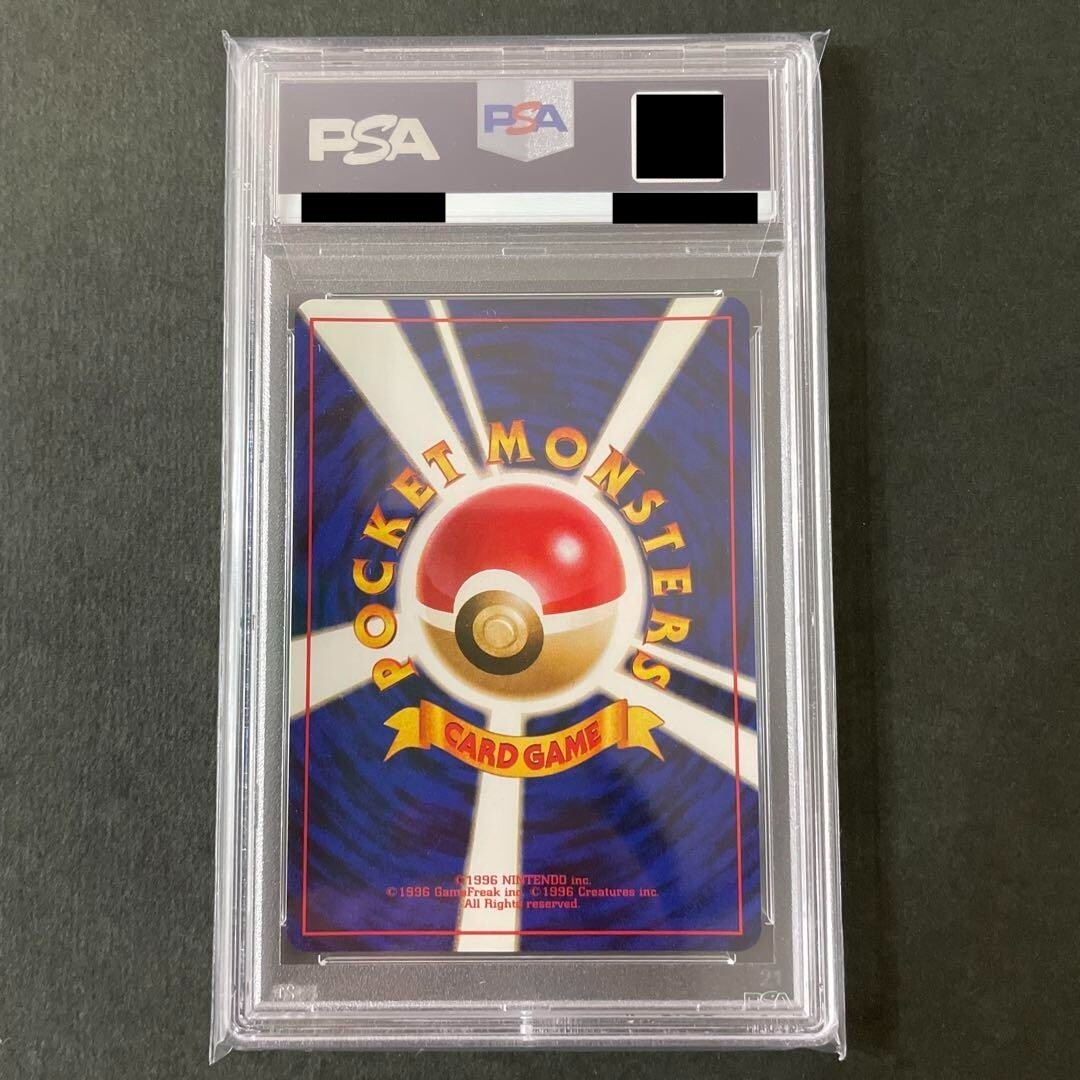 PSA
PSA
POCKET MONSTERS
CARD GAME
©1996 NINTENDO inc.
©1996 GameFreak inc. ©1996 Creatures inc.
All Rights reserved.
21
PSA